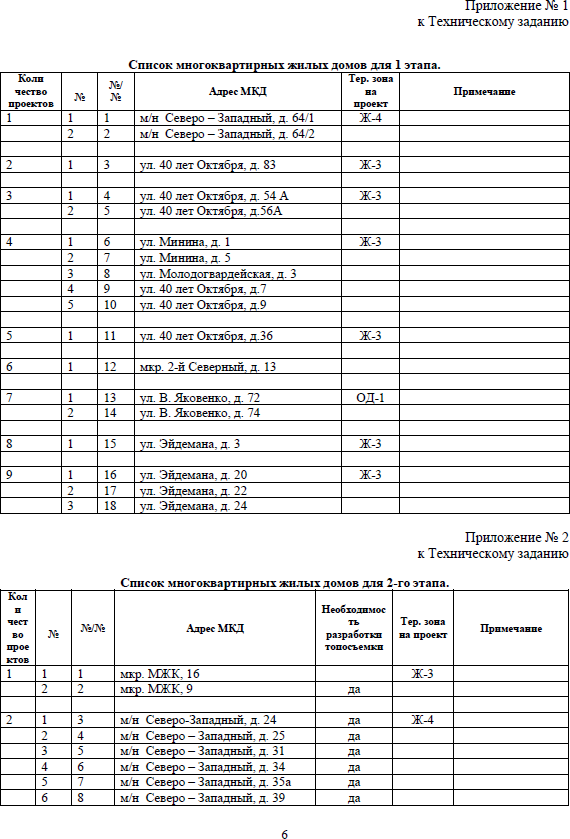 Приложение № 1
к Техническому заданию
Список многоквартирных жилых домов для 1 этапа.
Коли чество проектов № №/№ Адрес МКД Тер. зона на проект Примечание
1 1 1 м/н Северо – Западный, д. 64/1 Ж-4
2 2 м/н Северо – Западный, д. 64/2
2 1 3 ул. 40 лет Октября, д. 83 Ж-3
3 1 4 ул. 40 лет Октября, д. 54 А Ж-3
2 5 ул. 40 лет Октября, д.56А
4 1 6 ул. Минина, д. 1 Ж-3
2 7 ул. Минина, д. 5
3 8 ул. Молодогвардейская, д. 3
4 9 ул. 40 лет Октября, д.7
5 10 ул. 40 лет Октября, д.9
5 1 11 ул. 40 лет Октября, д.36 Ж-3
6 1 12 мкр. 2-й Северный, д. 13
7 1 13 ул. В. Яковенко, д. 72 ОД-1
2 14 ул. В. Яковенко, д. 74
8 1 15 ул. Эйдемана, д. 3 Ж-3
9 1 16 ул. Эйдемана, д. 20 Ж-3
2 17 ул. Эйдемана, д. 22
3 18 ул. Эйдемана, д. 24
Приложение № 2
к Техническому заданию
Список многоквартирных жилых домов для 2-го этапа.
Кол и чест во прое ктов № №/№ Адрес МКД Необходимос ть разработки топосъемки Тер. зона на проект Примечание
1 1 1 мкр. МЖК, 16 Ж-3
2 2 мкр. МЖК, 9 да
2 1 3 м/н Северо-Западный, д. 24 да Ж-4
2 4 м/н Северо – Западный, д. 25 да
3 5 м/н Северо – Западный, д. 31 да
4 6 м/н Северо – Западный, д. 34 да
5 7 м/н Северо – Западный, д. 35а да
6 8 м/н Северо – Западный, д. 39 да
6